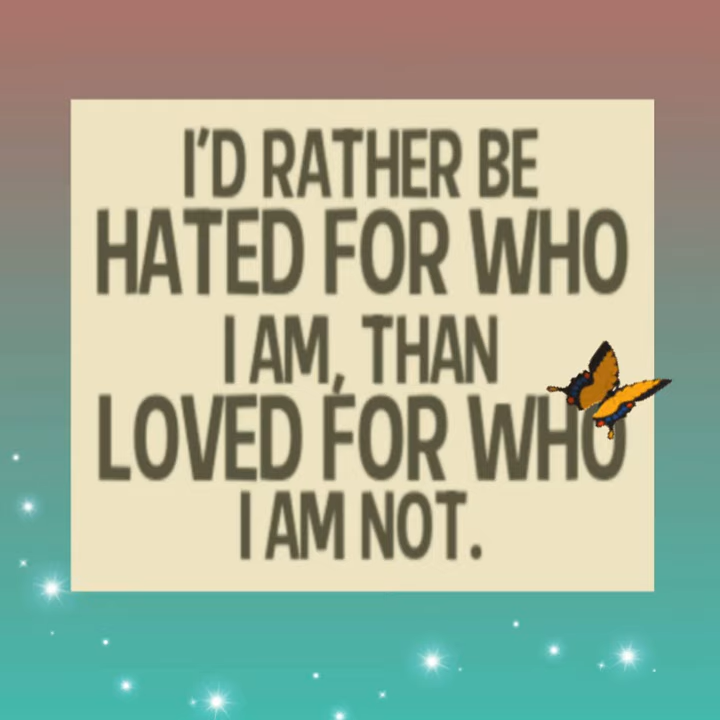 I'D RATHER BE
HATED FOR WHO
I AM, THAN
LOVED FOR WHO
I AM NOT.